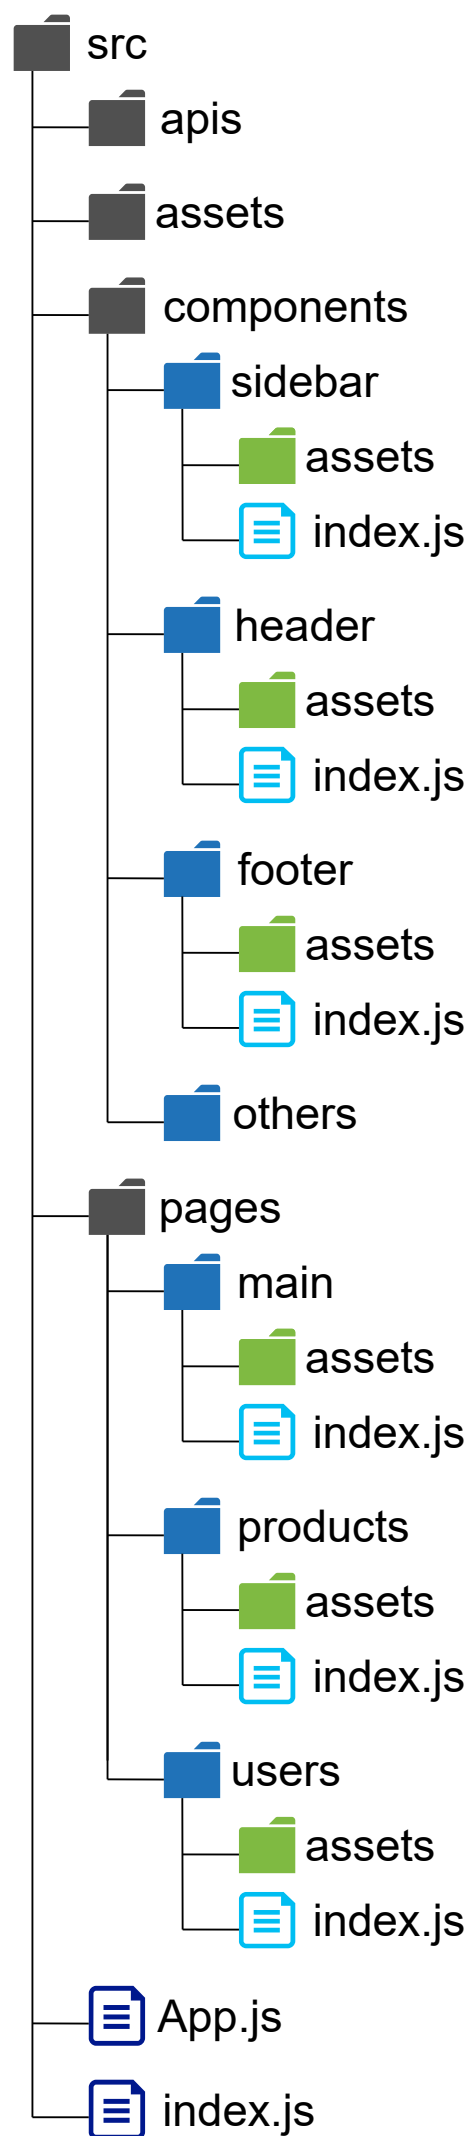 src
apis
assets
components
sidebar
assets
index.js
header
assets
index.js
footer
assets
index.js
others
pages
main
assets
index.js
products
assets
index.js
users
assets
index.js
App.js
index.js